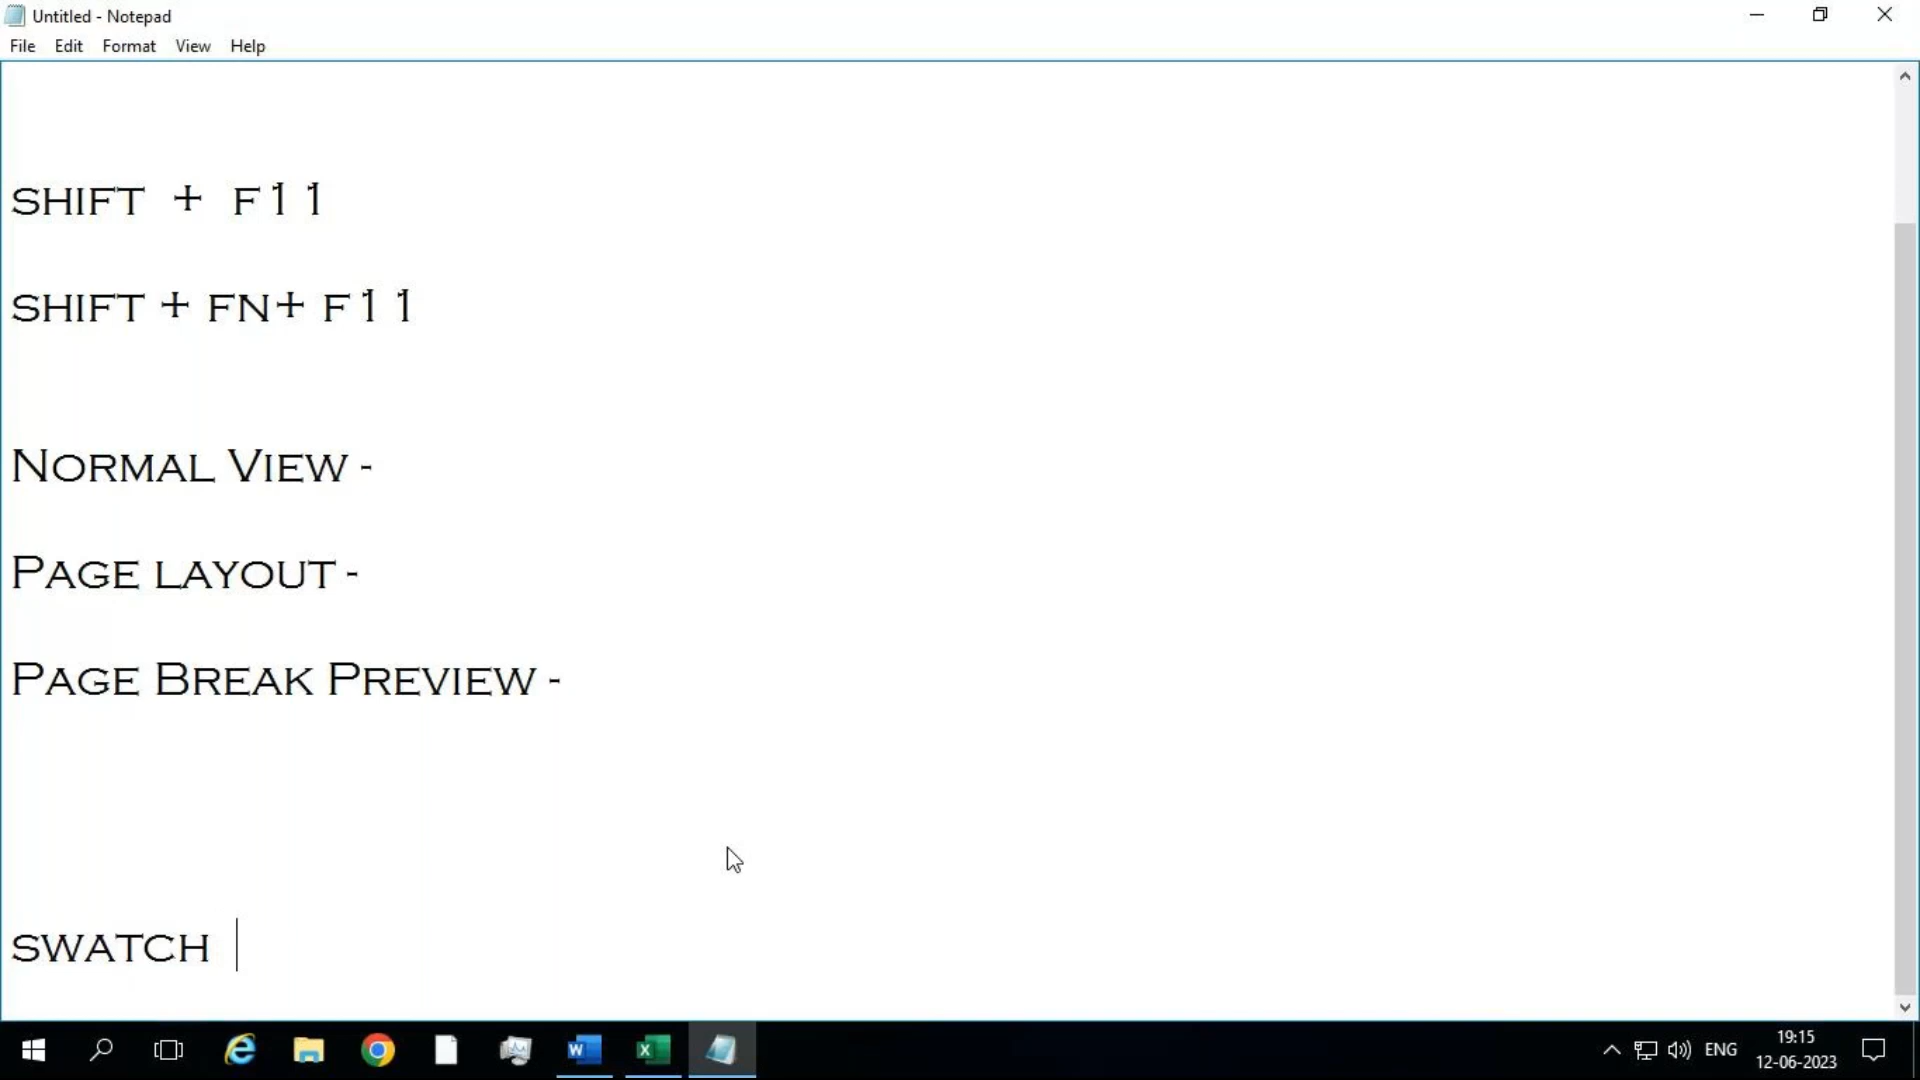 Untitled - Notepad
File Edit Format View Help
SHIFT + F11
SHIFT + FN+ F11
NORMAL VIEW -
PAGE LAYOUT -
PAGE BREAK PREVIEW -
SWATCH
ENG
19:15
12-06-2023